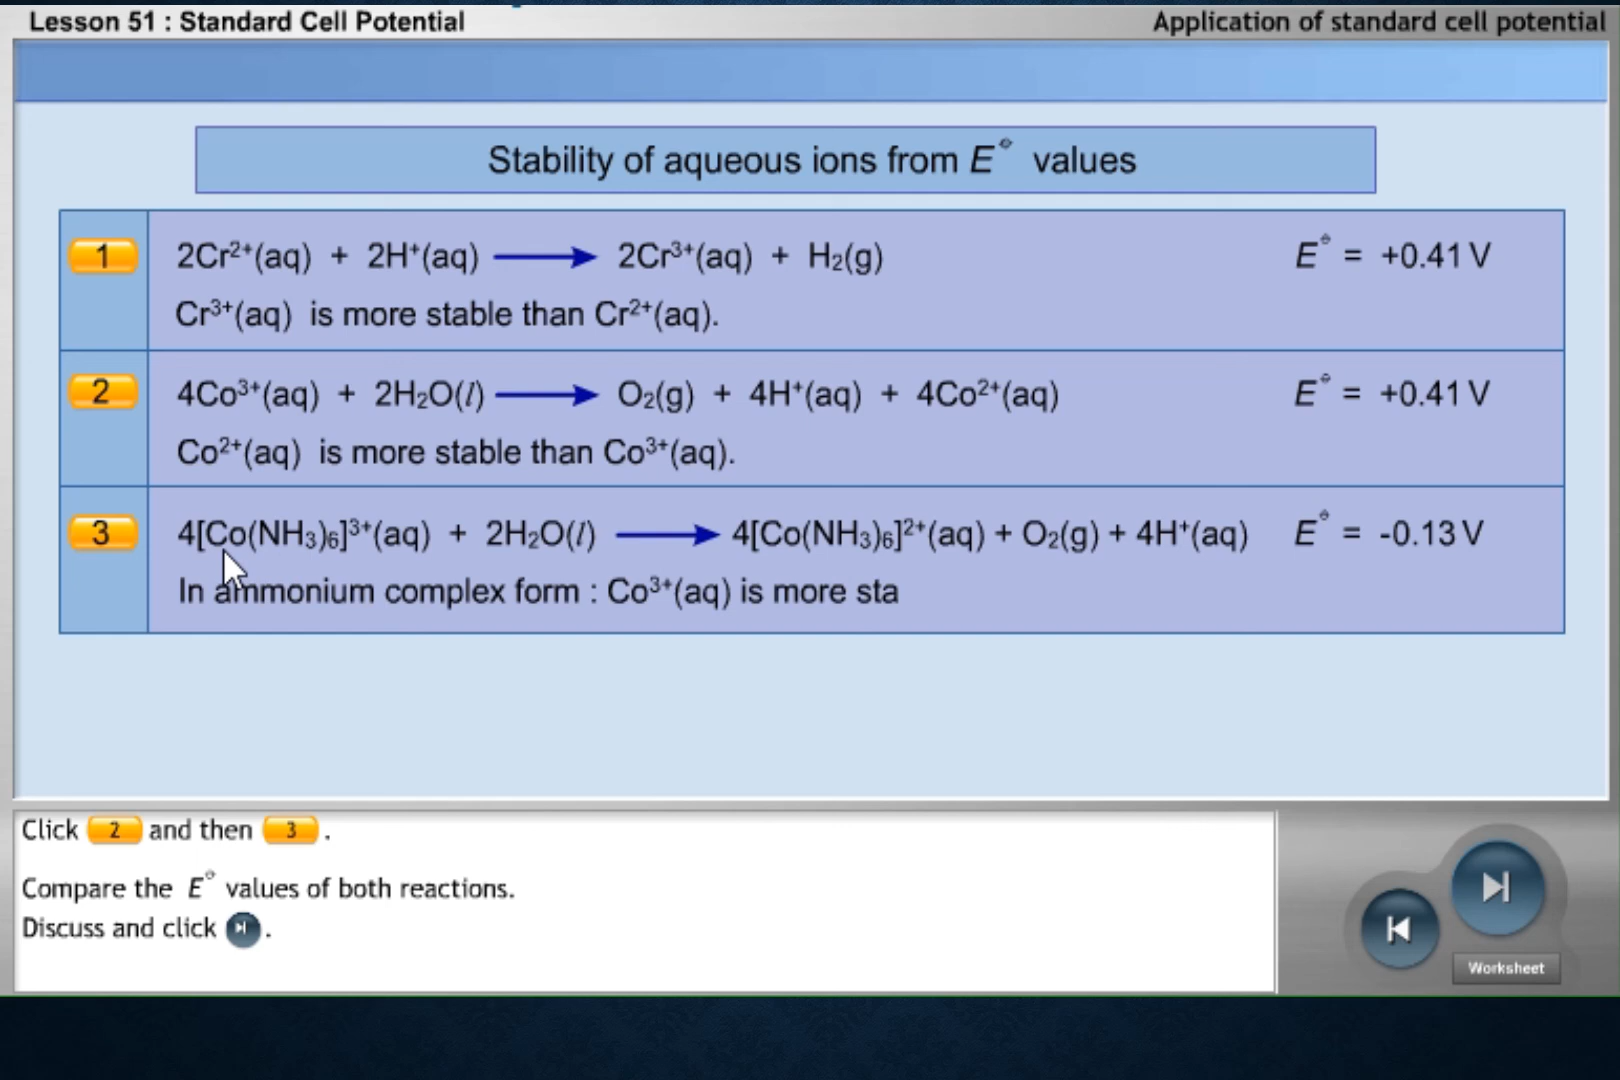 Lesson 51 : Standard Cell Potential
Application of standard cell potential
Stability of aqueous ions from E⦵ values
1
2Cr²⁺(aq) + 2H⁺(aq) ⟶ 2Cr³⁺(aq) + H₂(g) E⦵ = +0.41 V
Cr³⁺(aq) is more stable than Cr²⁺(aq).
2
4Co³⁺(aq) + 2H₂O(l) ⟶ O₂(g) + 4H⁺(aq) + 4Co²⁺(aq) E⦵ = +0.41 V
Co²⁺(aq) is more stable than Co³⁺(aq).
3
4[Co(NH₃)₆]³⁺(aq) + 2H₂O(l) ⟶ 4[Co(NH₃)₆]²⁺(aq) + O₂(g) + 4H⁺(aq) E⦵ = -0.13 V
In ammonium complex form : Co³⁺(aq) is more sta
Click 2 and then 3 .
Compare the E⦵ values of both reactions.
Discuss and click .
Worksheet